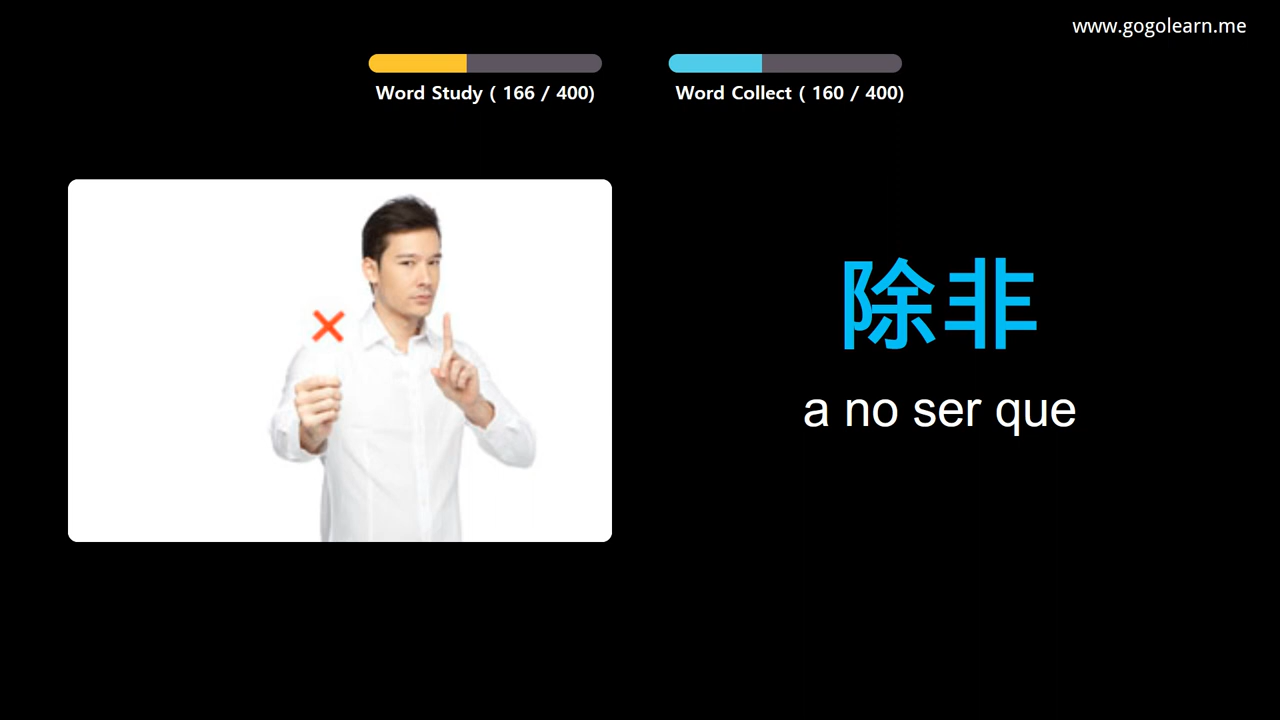 www.gogolearn.me
Word Study ( 166 / 400)
Word Collect ( 160 / 400)
除非
a no ser que